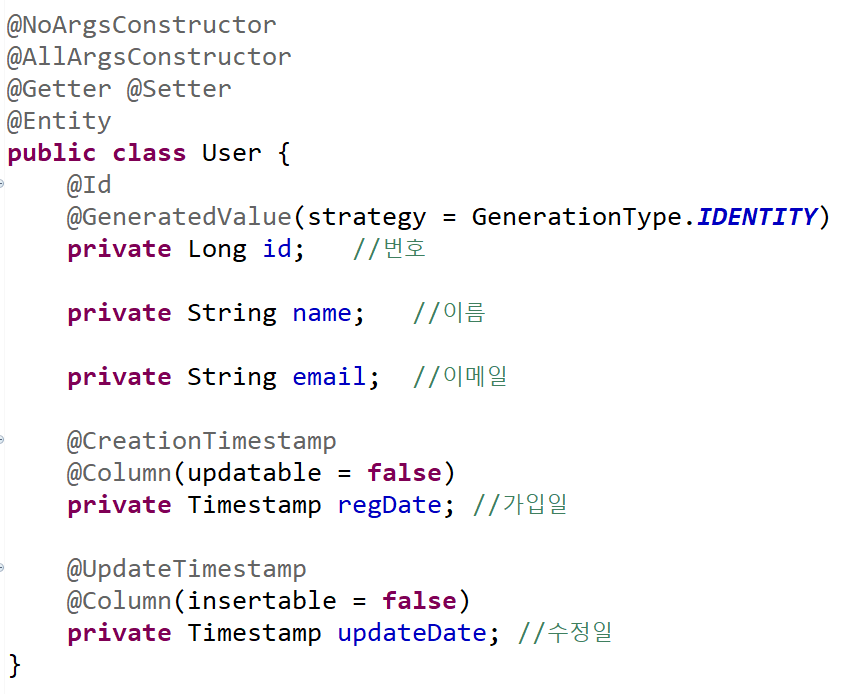 @NoArgsConstructor
@AllArgsConstructor
@Getter @Setter
@Entity
public class User {
    @Id
    @GeneratedValue(strategy = GenerationType.IDENTITY)
    private Long id;   //번호
    private String name;   //이름
    private String email;  //이메일
    @CreationTimestamp
    @Column(updatable = false)
    private Timestamp regDate; //가입일
    @UpdateTimestamp
    @Column(insertable = false)
    private Timestamp updateDate; //수정일
}